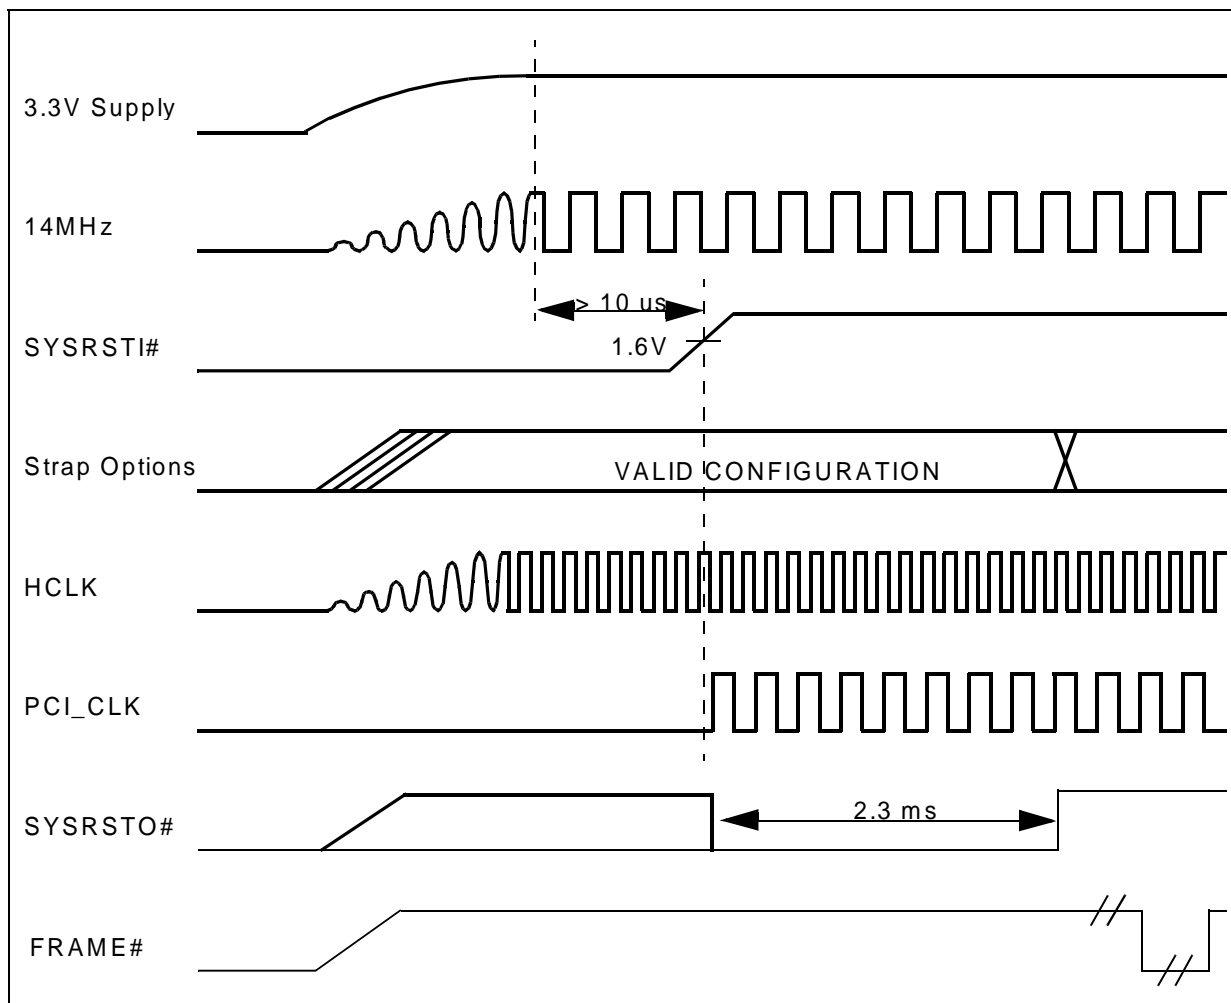 3.3V Supply
14MHz
> 10 us
1.6V
SYSRSTI#
Strap Options
VALID CONFIGURATION
HCLK
PCI_CLK
2.3 ms
SYSRSTO#
FRAME#